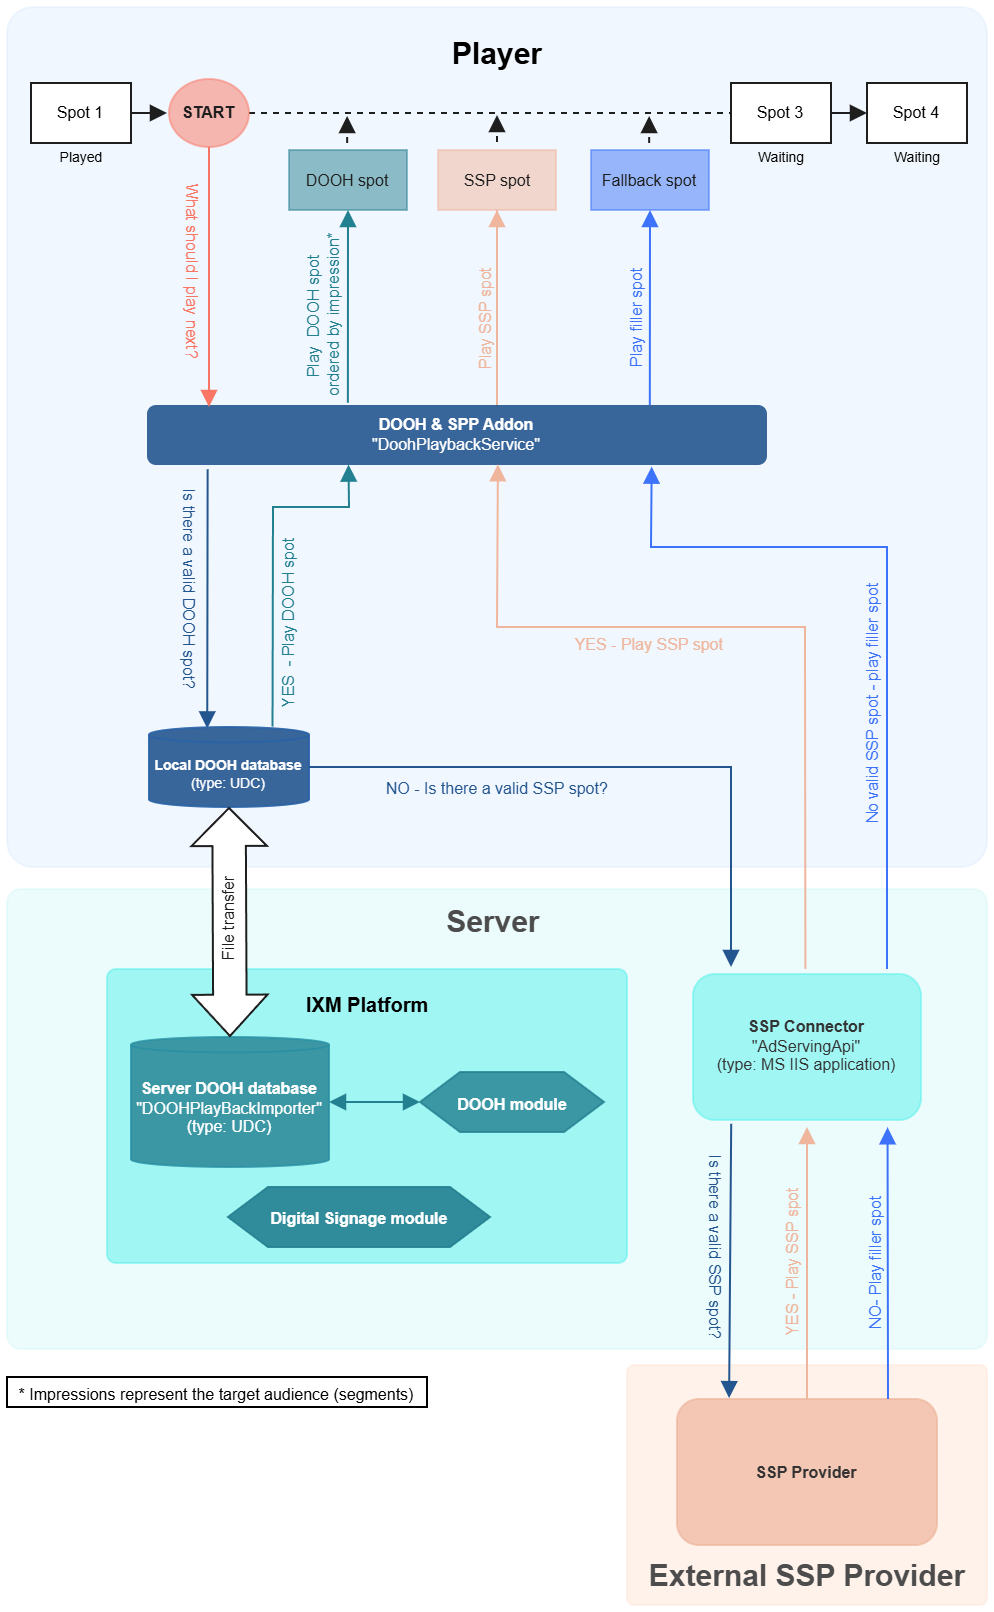 Player
Spot 1
START
Spot 3
Spot 4
Played
Waiting
Waiting
DOOH spot
SSP spot
Fallback spot
What should I play next?
Play DOOH spot
ordered by impression*
Play SSP spot
Play filler spot
DOOH & SPP Addon
"DoohPlaybackService"
Is there a valid DOOH spot?
YES - Play DOOH spot
YES - Play SSP spot
No valid SSP spot - play filler spot
Local DOOH database
(type: UDC)
NO - Is there a valid SSP spot?
File transfer
Server
IXM Platform
SSP Connector
"AdServingApi"
(type: MS IIS application)
Server DOOH database
"DOOHPlayBackImporter"
(type: UDC)
DOOH module
Digital Signage module
Is there a valid SSP spot?
YES - Play SSP spot
NO- Play filler spot
* Impressions represent the target audience (segments)
SSP Provider
External SSP Provider